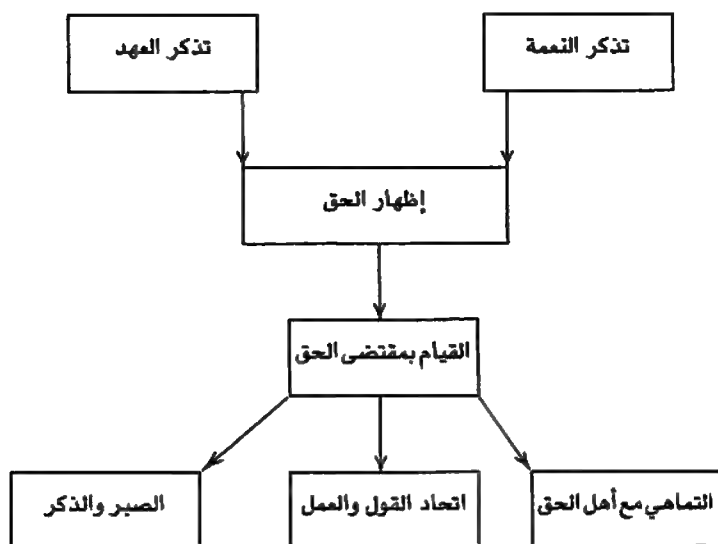 تذكر النعمة
تذكر العهد
إظهار الحق
القيام بمقتضى الحق
التماهي مع أهل الحق
اتحاد القول والعمل
الصبر والذكر